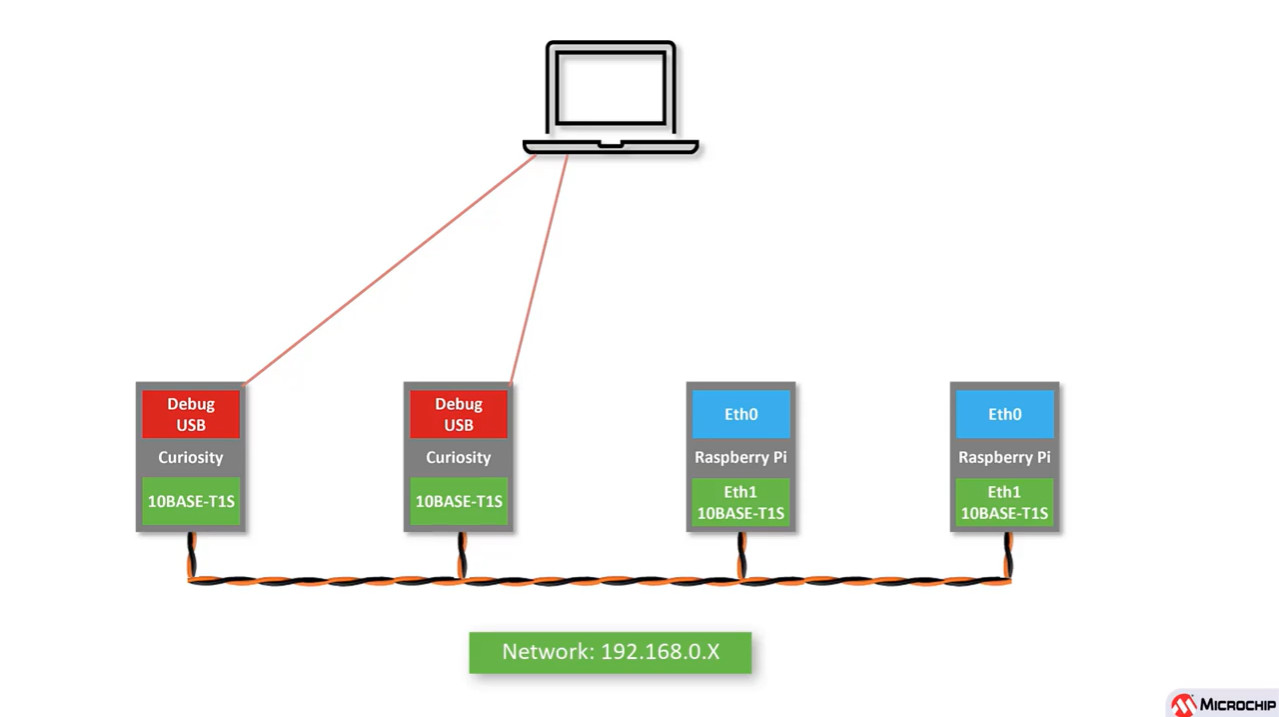 Debug
USB
Curiosity
10BASE-T1S
Debug
USB
Curiosity
10BASE-T1S
Eth0
Raspberry Pi
Eth1
10BASE-T1S
Eth0
Raspberry Pi
Eth1
10BASE-T1S
Network: 192.168.0.X
MICROCHIP